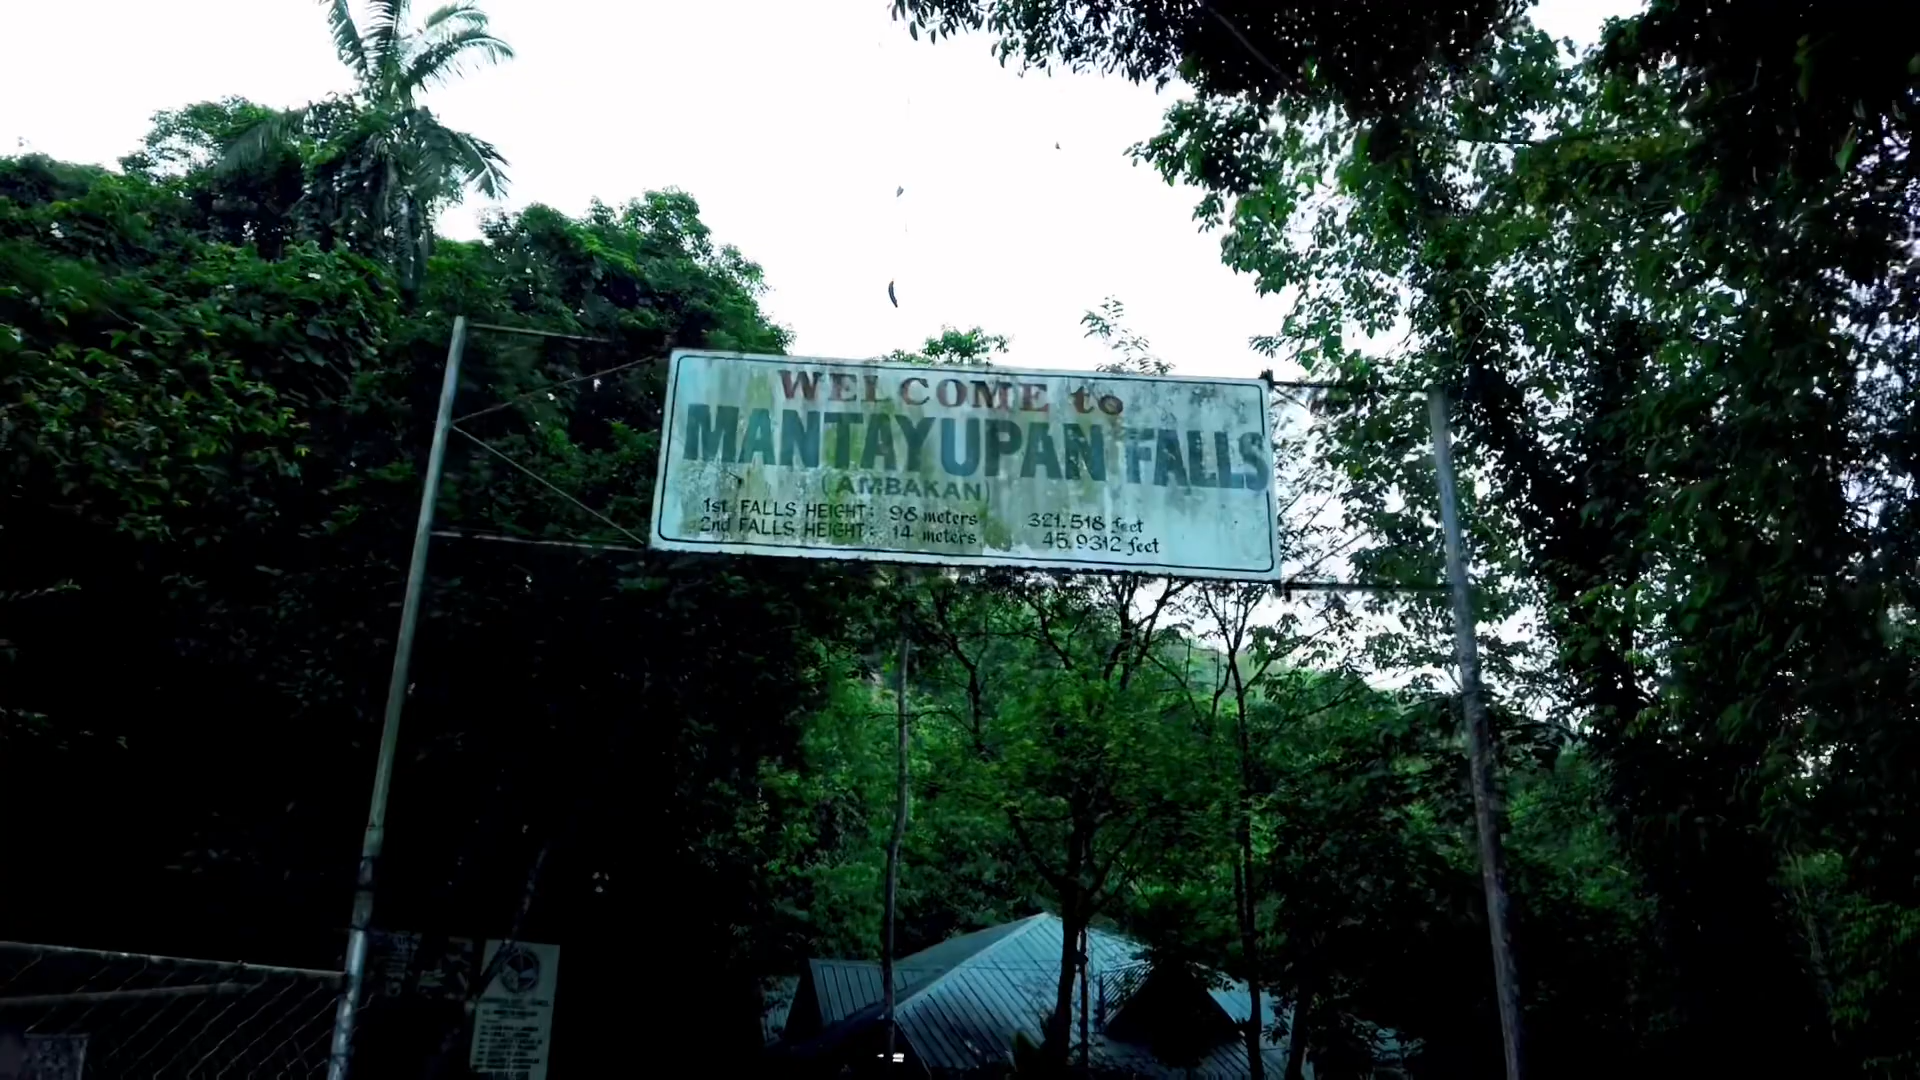 WELCOME to
MANTAYUPAN FALLS
(AMBAKAN)
1st FALLS HEIGHT: 98 meters 321.518 feet
2nd FALLS HEIGHT: 14 meters 45.9312 feet